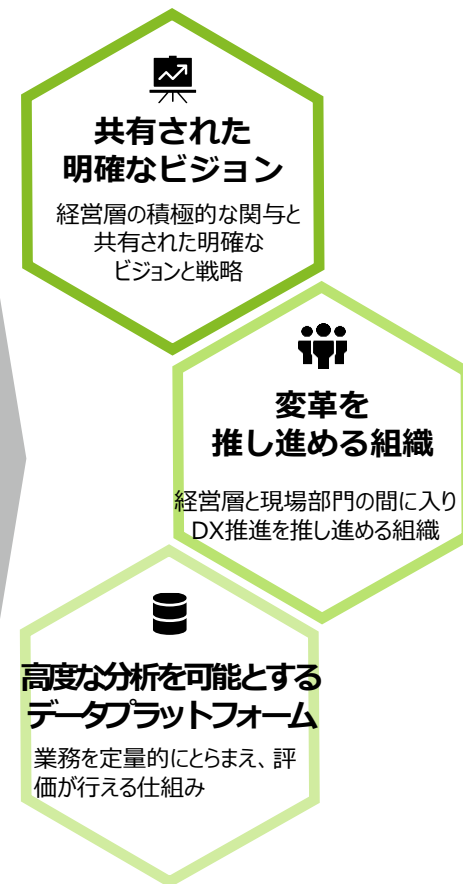 共有された
明確なビジョン
経営層の積極的な関与と
共有された明確な
ビジョンと戦略
変革を
推し進める組織
経営層と現場部門の間に入り
DX推進を推し進める組織
高度な分析を可能とする
データプラットフォーム
業務を定量的にとらまえ、評
価が行える仕組み